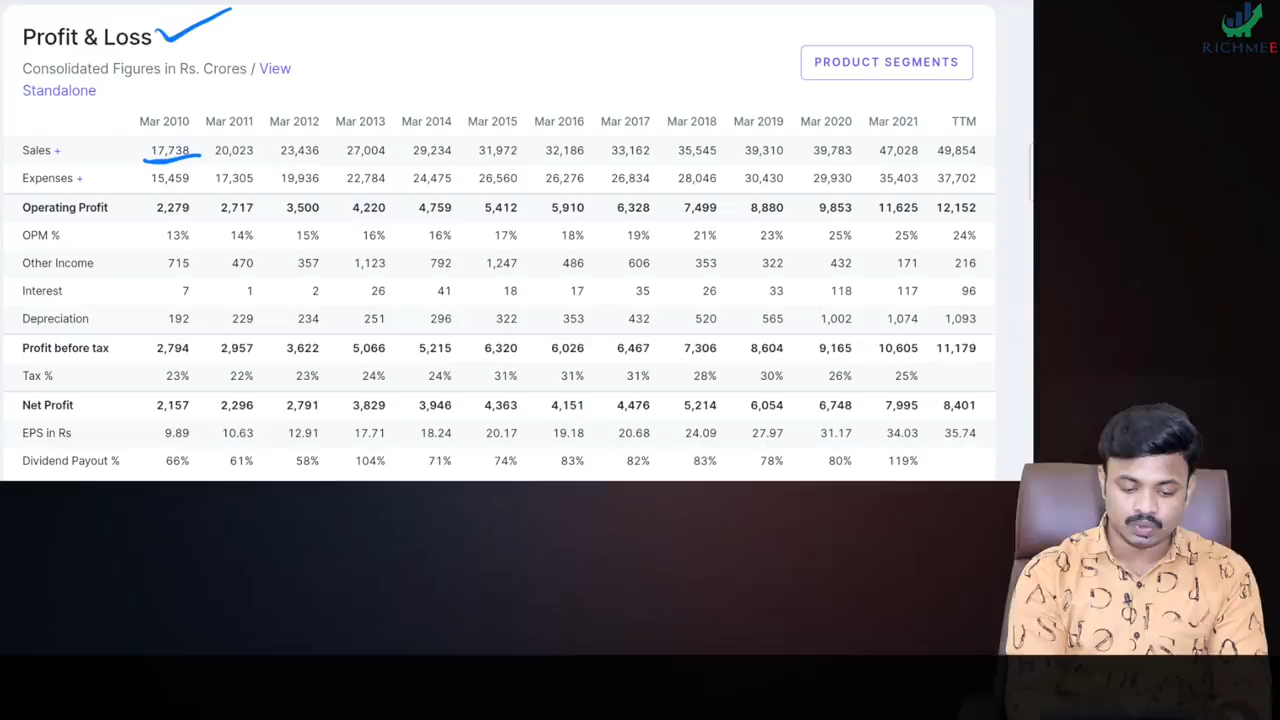 RICHMEE
Profit & Loss
Consolidated Figures in Rs. Crores / View
Standalone
PRODUCT SEGMENTS
Mar 2010 Mar 2011 Mar 2012 Mar 2013 Mar 2014 Mar 2015 Mar 2016 Mar 2017 Mar 2018 Mar 2019 Mar 2020 Mar 2021 TTM
Sales + 17,738 20,023 23,436 27,004 29,234 31,972 32,186 33,162 35,545 39,310 39,783 47,028 49,854
Expenses + 15,459 17,305 19,936 22,784 24,475 26,560 26,276 26,834 28,046 30,430 29,930 35,403 37,702
Operating Profit 2,279 2,717 3,500 4,220 4,759 5,412 5,910 6,328 7,499 8,880 9,853 11,625 12,152
OPM % 13% 14% 15% 16% 16% 17% 18% 19% 21% 23% 25% 25% 24%
Other Income 715 470 357 1,123 792 1,247 486 606 353 322 432 171 216
Interest 7 1 2 26 41 18 17 35 26 33 118 117 96
Depreciation 192 229 234 251 296 322 353 432 520 565 1,002 1,074 1,093
Profit before tax 2,794 2,957 3,622 5,066 5,215 6,320 6,026 6,467 7,306 8,604 9,165 10,605 11,179
Tax % 23% 22% 23% 24% 24% 31% 31% 31% 28% 30% 26% 25%
Net Profit 2,157 2,296 2,791 3,829 3,946 4,363 4,151 4,476 5,214 6,054 6,748 7,995 8,401
EPS in Rs 9.89 10.63 12.91 17.71 18.24 20.17 19.18 20.68 24.09 27.97 31.17 34.03 35.74
Dividend Payout % 66% 61% 58% 104% 71% 74% 83% 82% 83% 78% 80% 119%